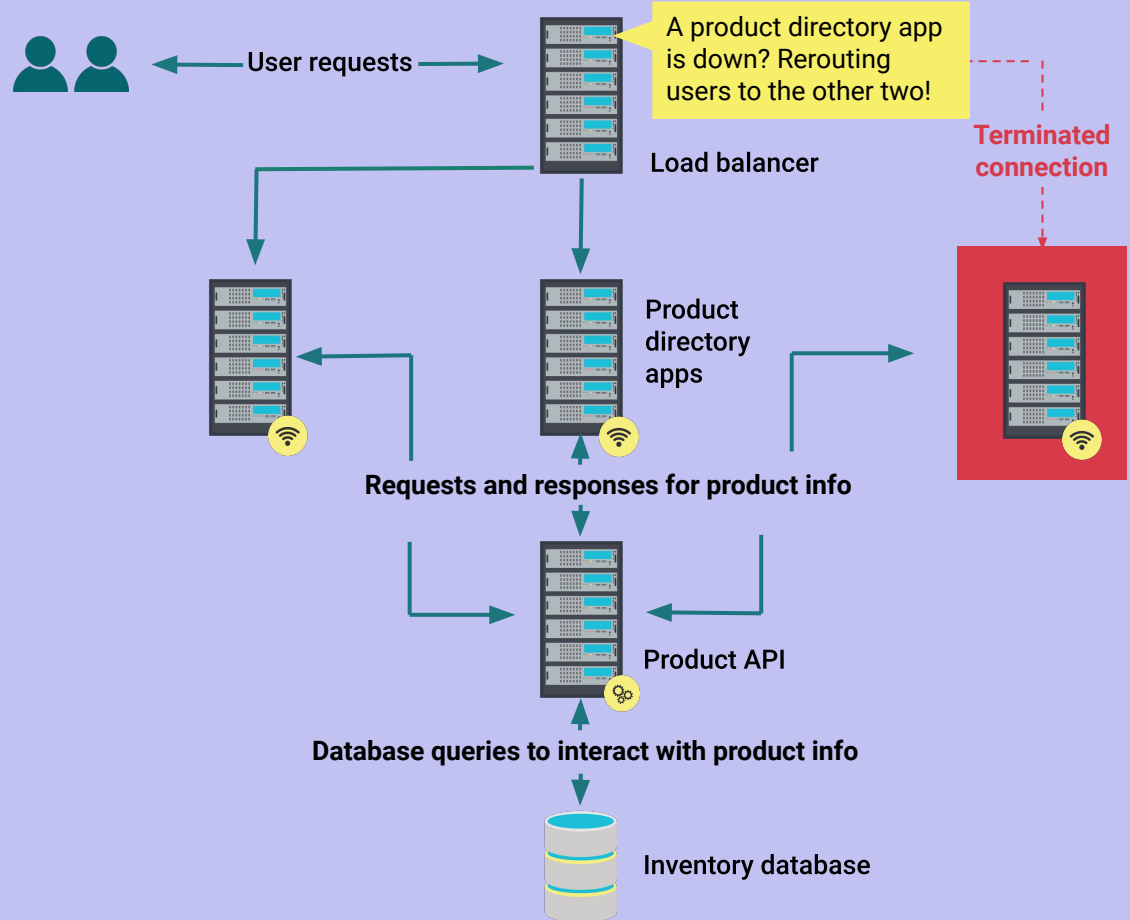 User requests
A product directory app
is down? Rerouting
users to the other two!
Terminated
connection
Load balancer
Product
directory
apps
Requests and responses for product info
Product API
Database queries to interact with product info
Inventory database